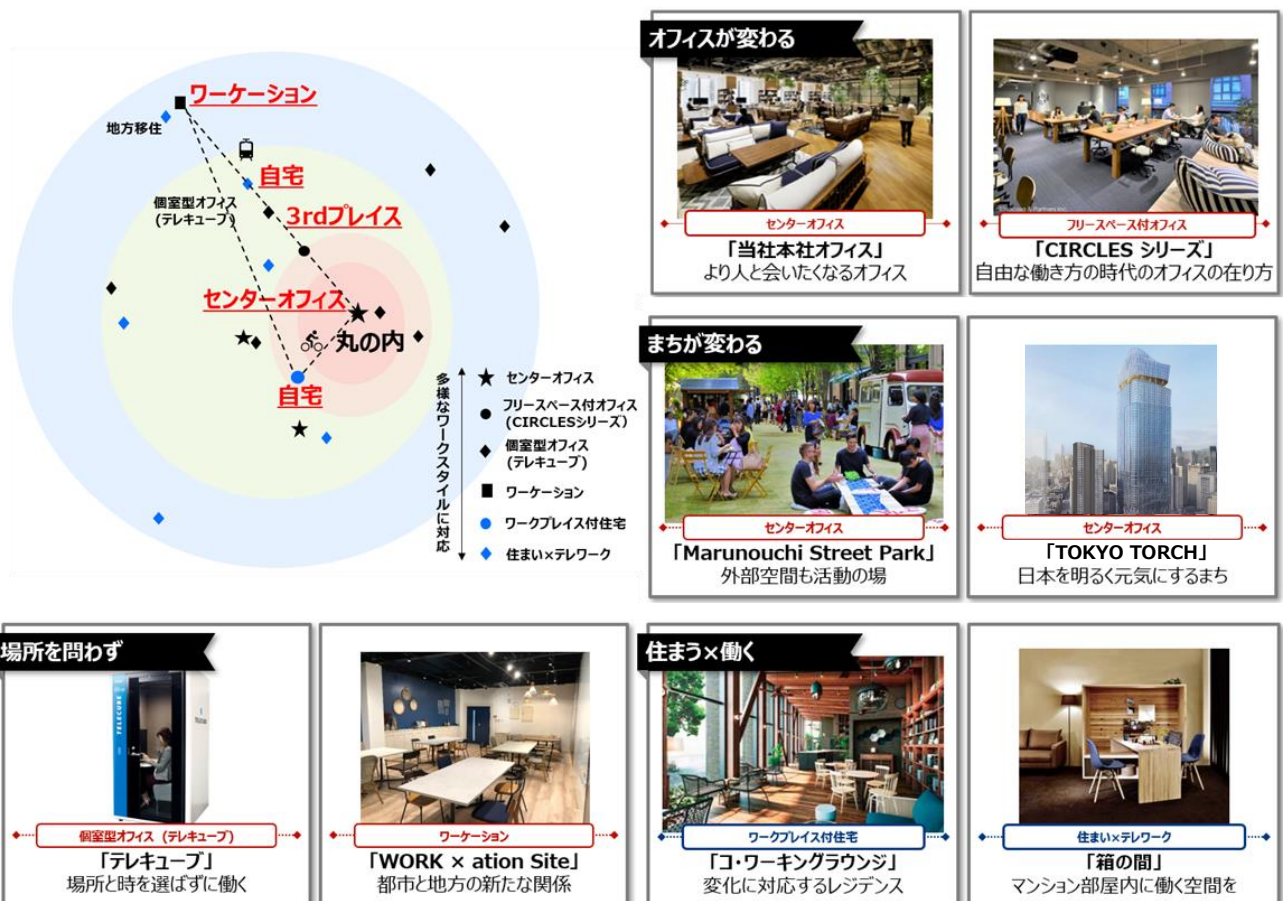 ワーケーション
地方移住
自宅
個室型オフィス
(テレキューブ)
3rdプレイス
センターオフィス
丸の内
自宅
多様なワークスタイルに対応
センターオフィス
フリースペース付オフィス
(CIRCLESシリーズ)
個室型オフィス
(テレキューブ)
ワーケーション
ワークプレイス付住宅
住まい×テレワーク
オフィスが変わる
センターオフィス
「当社本社オフィス」
より人と会いたくなるオフィス
フリースペース付オフィス
「CIRCLES シリーズ」
自由な働き方の時代のオフィスの在り方
まちが変わる
センターオフィス
「Marunouchi Street Park」
外部空間も活動の場
センターオフィス
「TOKYO TORCH」
日本を明るく元気にするまち
場所を問わず
TELECUBE
個室型オフィス（テレキューブ）
「テレキューブ」
場所と時を選ばずに働く
ワーケーション
「WORK × ation Site」
都市と地方の新たな関係
住まう×働く
ワークプレイス付住宅
「コ・ワーキングラウンジ」
変化に対応するレジデンス
住まい×テレワーク
「箱の間」
マンション部屋内に働く空間を